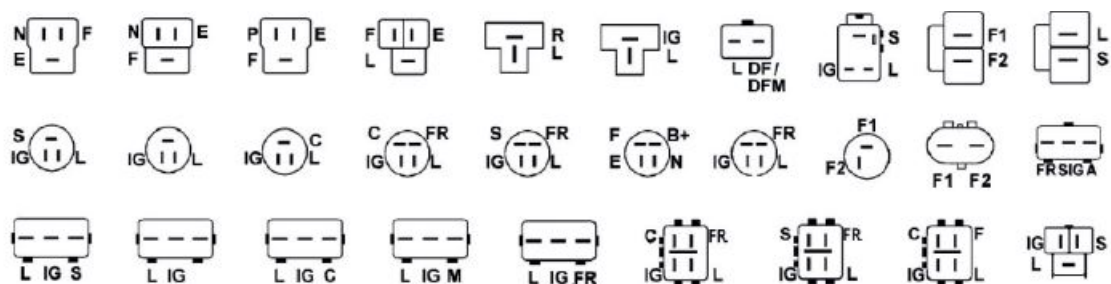 N F N E P E F E R IG S F1 L
E F F L L L L DF/ IG L F2 S
DFM
S C C FR S FR F B+ FR F1
IG L IG L IG L IG L IG L E N IG L F2 F1 F2 FR SIG A
C FR S FR C F IG S
L IG S L IG L IG C L IG M L IG FR IG L IG L IG L L